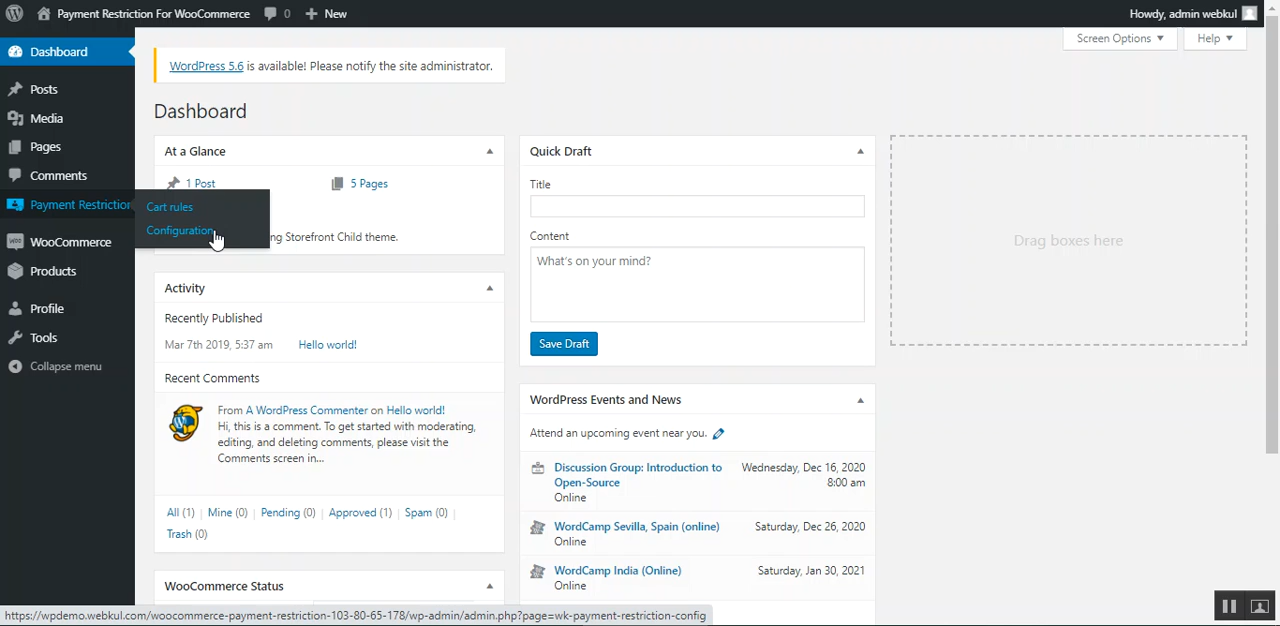 Payment Restriction For WooCommerce 0 New Howdy, admin webkul
Screen Options Help
Dashboard
Posts
Media
Pages
Comments
Payment Restriction
WooCommerce
Products
Profile
Tools
Collapse menu
Cart rules
Configuration
WordPress 5.6 is available! Please notify the site administrator.
Dashboard
At a Glance
1 Post 5 Pages
Storefront Child theme.
Activity
Recently Published
Mar 7th 2019, 5:37 am Hello world!
Recent Comments
From A WordPress Commenter on Hello world!
Hi, this is a comment. To get started with moderating,
editing, and deleting comments, please visit the
Comments screen in...
All (1) | Mine (0) | Pending (0) | Approved (1) | Spam (0) |
Trash (0)
WooCommerce Status
Quick Draft
Title
Content
What's on your mind?
Save Draft
WordPress Events and News
Attend an upcoming event near you.
Discussion Group: Introduction to Wednesday, Dec 16, 2020
Open-Source 8:00 am
Online
WordCamp Sevilla, Spain (online) Saturday, Dec 26, 2020
Online
WordCamp India (Online) Saturday, Jan 30, 2021
Online
Drag boxes here
https://wpdemo.webkul.com/woocommerce-payment-restriction-103-80-65-178/wp-admin/admin.php?page=wk-payment-restriction-config